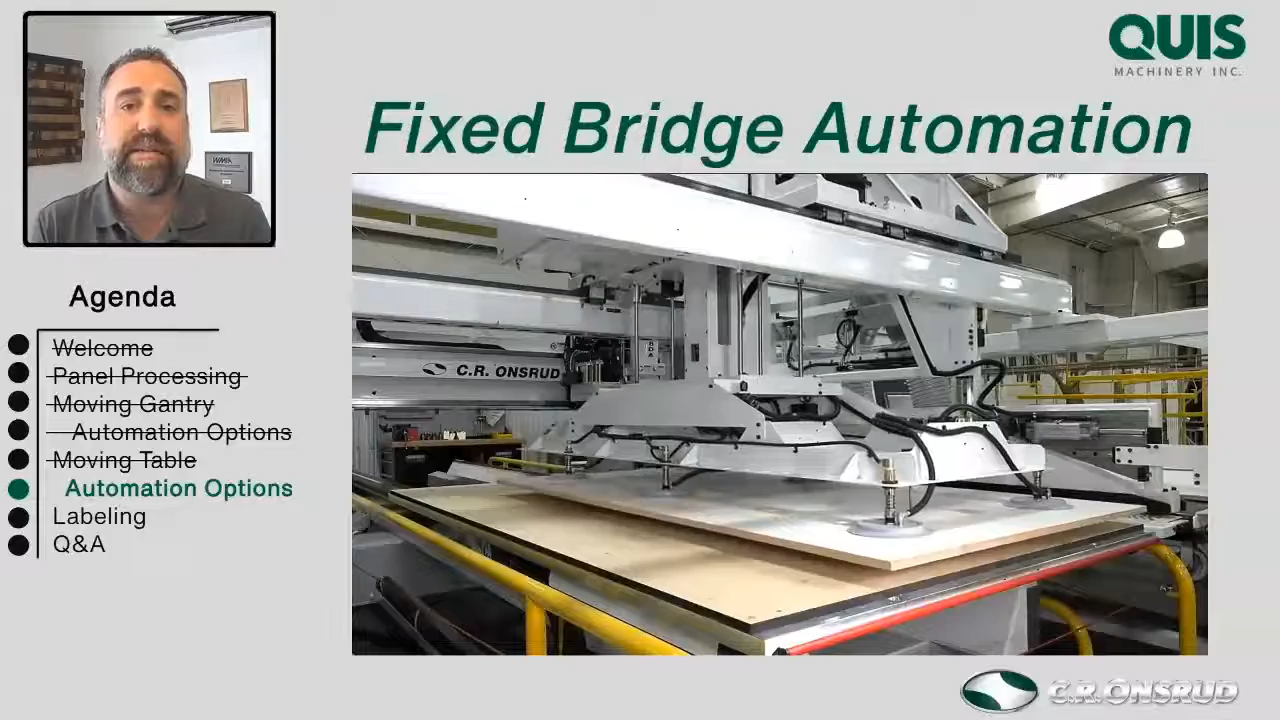 QUIS
MACHINERY INC.
Fixed Bridge Automation
WMIA
Agenda
Welcome
Panel Processing
Moving Gantry
Automation Options
Moving Table
Automation Options
Labeling
Q&A
C.R. ONSRUD
C.R. ONSRUD